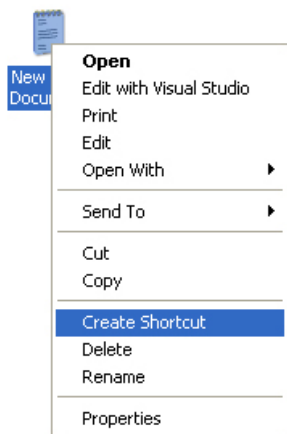 New
Docu
Open
Edit with Visual Studio
Print
Edit
Open With
Send To
Cut
Copy
Create Shortcut
Delete
Rename
Properties